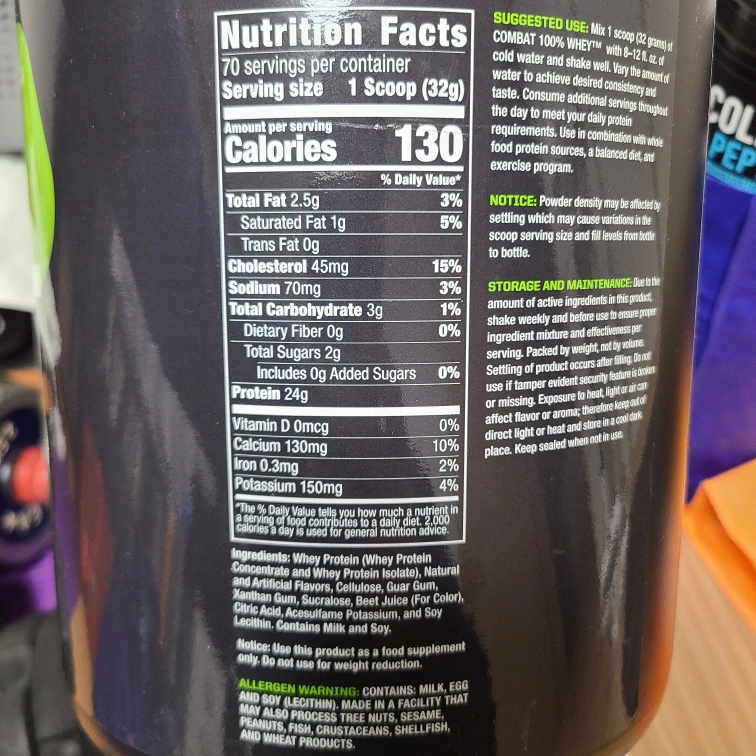 Nutrition Facts
70 servings per container
Serving size 1 Scoop (32g)
Amount per serving
Calories 130
% Daily Value*
Total Fat 2.5g 3%
Saturated Fat 1g 5%
Trans Fat 0g
Cholesterol 45mg 15%
Sodium 70mg 3%
Total Carbohydrate 3g 1%
Dietary Fiber 0g 0%
Total Sugars 2g
Includes 0g Added Sugars 0%
Protein 24g
Vitamin D 0mcg 0%
Calcium 130mg 10%
Iron 0.3mg 2%
Potassium 150mg 4%
*The % Daily Value tells you how much a nutrient in
a serving of food contributes to a daily diet. 2,000
calories a day is used for general nutrition advice.
Ingredients: Whey Protein (Whey Protein
Concentrate and Whey Protein Isolate), Natural
and Artificial Flavors, Cellulose, Guar Gum,
Xanthan Gum, Sucralose, Beet Juice (For Color),
Citric Acid, Acesulfame Potassium, and Soy
Lecithin. Contains Milk and Soy.
Notice: Use this product as a food supplement
only. Do not use for weight reduction.
ALLERGEN WARNING: CONTAINS: MILK, EGG
AND SOY (LECITHIN). MADE IN A FACILITY THAT
MAY ALSO PROCESS TREE NUTS, SESAME,
PEANUTS, FISH, CRUSTACEANS, SHELLFISH,
AND WHEAT PRODUCTS.
SUGGESTED USE: Mix 1 scoop (32 grams) of
COMBAT 100% WHEY™ with 8–12 fl. oz. of
cold water and shake well. Vary the amount of
water to achieve desired consistency and
taste. Consume additional servings throughout
the day to meet your daily protein
requirements. Use in combination with whole
food protein sources, a balanced diet, and
exercise program.
NOTICE: Powder density may be affected by
settling which may cause variations in the
scoop serving size and fill levels from bottle
to bottle.
STORAGE AND MAINTENANCE: Due to the
amount of active ingredients in this product,
shake weekly and before use to ensure proper
ingredient mixture and effectiveness per
serving. Packed by weight, not by volume.
Settling of product occurs after filling. Do not
use if tamper evident security feature is broken
or missing. Exposure to heat, light or air can
affect flavor or aroma; therefore keep out of
direct light or heat and store in a cool dark
place. Keep sealed when not in use.
COL
PEP